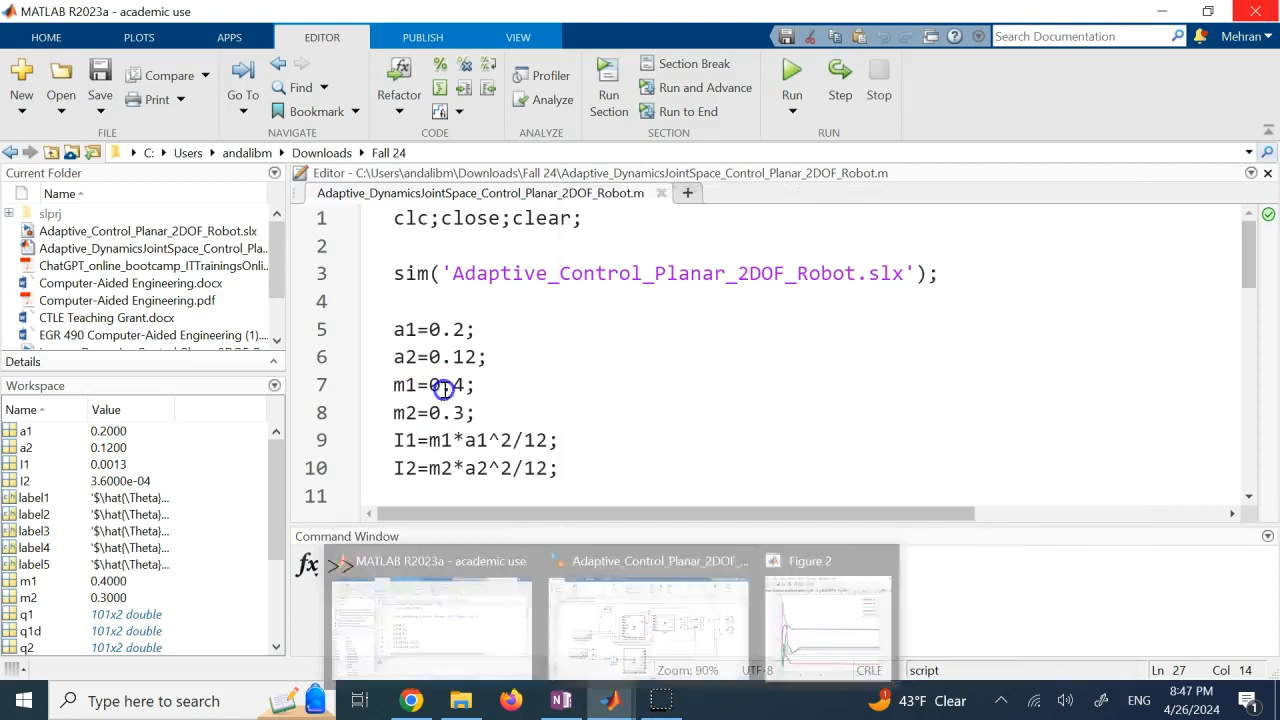 MATLAB R2023a - academic use
HOME PLOTS APPS EDITOR PUBLISH VIEW Search Documentation Mehran
New Open Save Compare Print Go To Find Bookmark Refactor Profiler Analyze Run Section Section Break Run and Advance Run to End Run Step Stop
FILE NAVIGATE CODE ANALYZE SECTION RUN
C: Users andalibm Downloads Fall 24
Current Folder
Name
slprj
Adaptive_Control_Planar_2DOF_Robot.slx
Adaptive_DynamicsJointSpace_Control_Pla...
ChatGPT_online_bootcamp_ITTrainingsOnli...
Computer-Aided Engineering.docx
Computer-Aided Engineering.pdf
CTLE Teaching Grant.docx
EGR 490 Computer-Aided Engineering (1)....
Details
Workspace
Name Value
a1 0.2000
a2 0.1200
I1 0.0013
I2 3.6000e-04
label1 '$\hat{\Theta}...
label2 '$\hat{\Theta}...
label3 '$\hat{\Theta}...
label4 '$\hat{\Theta}...
label5 '$\hat{\Theta}...
m1 0.4000
m2 0.3000
q1 101x2 double
q1d 101x2 double
q2 101x2 double
Editor - C:\Users\andalibm\Downloads\Fall 24\Adaptive_DynamicsJointSpace_Control_Planar_2DOF_Robot.m
Adaptive_DynamicsJointSpace_Control_Planar_2DOF_Robot.m
1 clc;close;clear;
2
3 sim('Adaptive_Control_Planar_2DOF_Robot.slx');
4
5 a1=0.2;
6 a2=0.12;
7 m1=0.4;
8 m2=0.3;
9 I1=m1*a1^2/12;
10 I2=m2*a2^2/12;
11
Command Window
fx >>
MATLAB R2023a - academic use
Adaptive_Control_Planar_2DOF_...
Figure 2
Zoom: 90% UTF-8 CRLF script Ln 27 Col 14
Type here to search
43°F Clear ENG 8:47 PM 4/26/2024